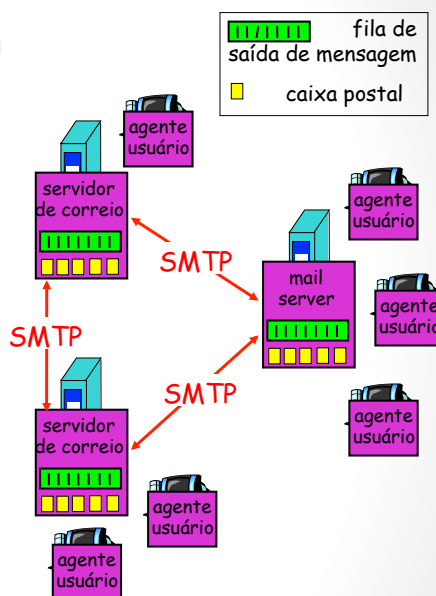 fila de
saída de mensagem
caixa postal
agente
usuário
servidor
de correio
agente
usuário
SMTP
mail
server
agente
usuário
SMTP
SMTP
agente
usuário
servidor
de correio
agente
usuário
agente
usuário